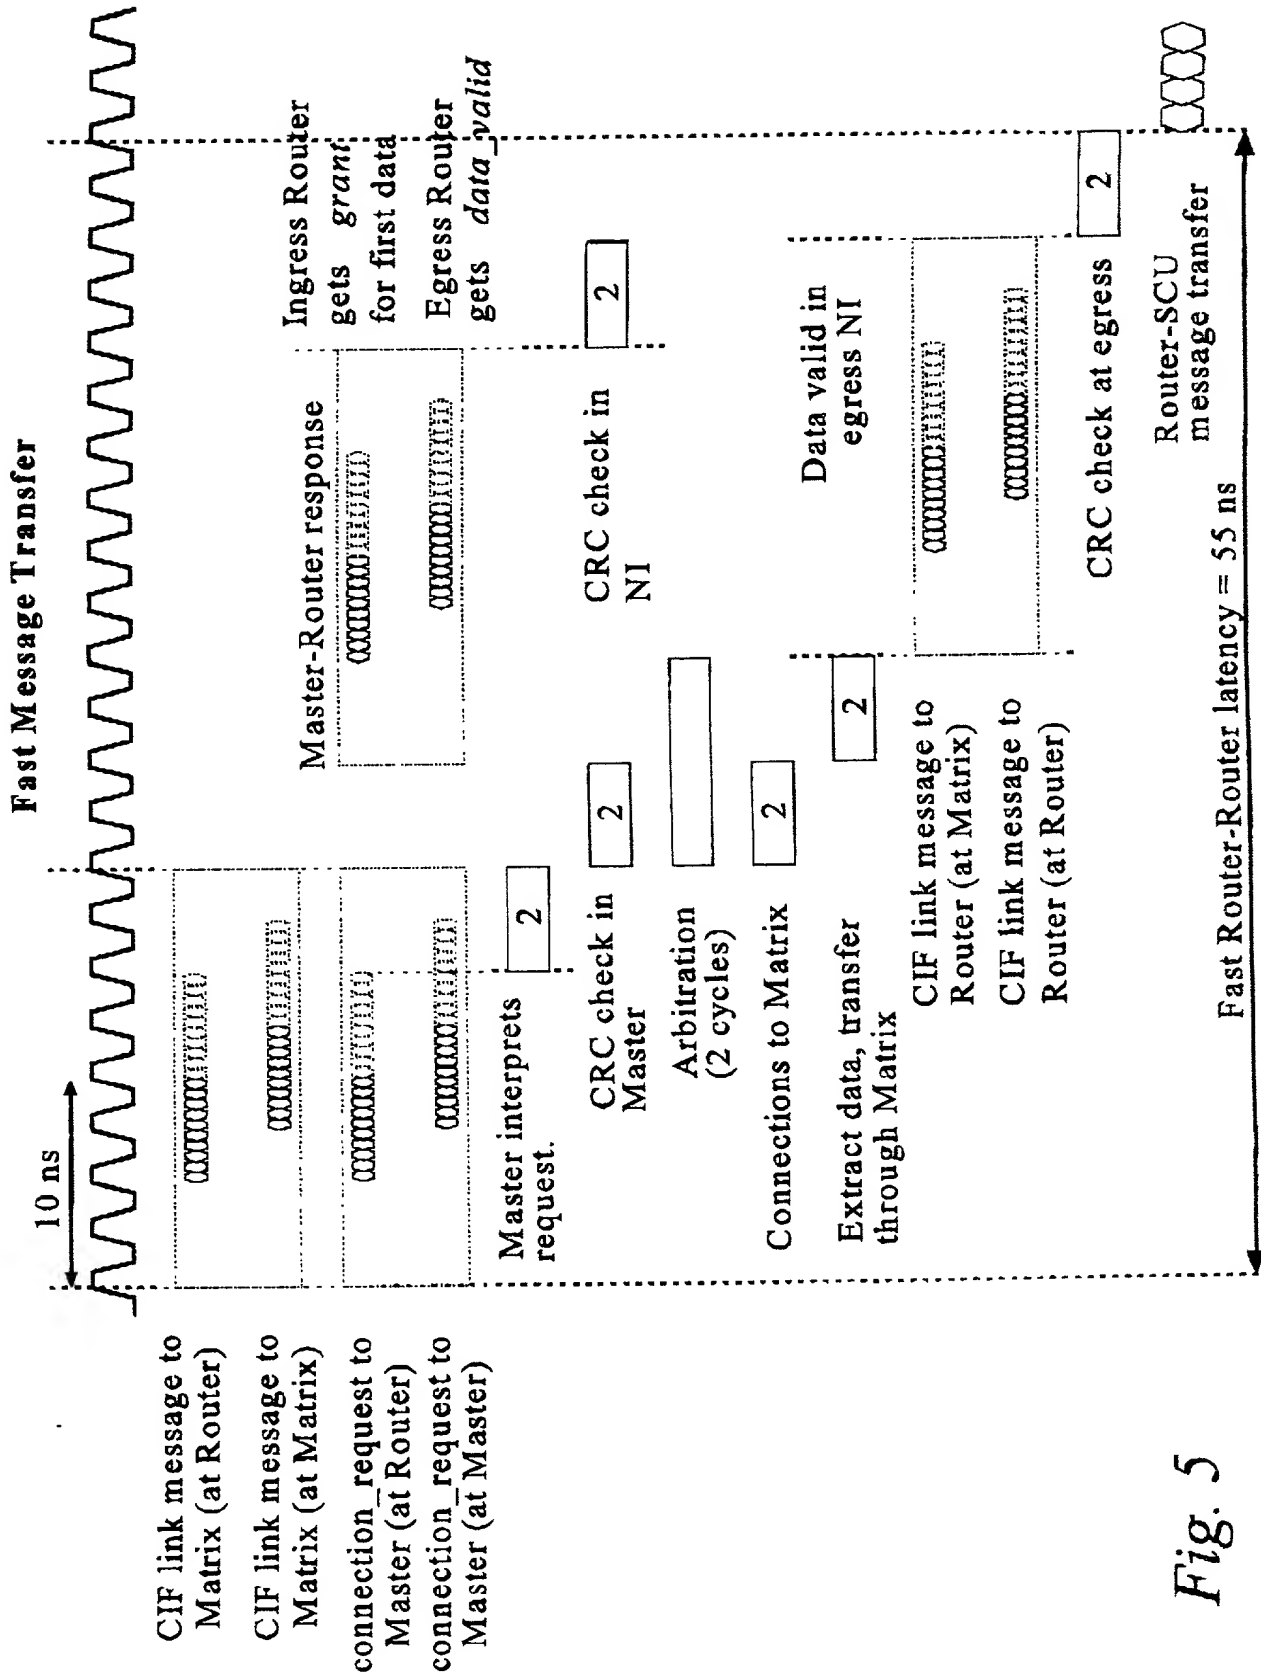 Fast Message Transfer
10 ns
CIF link message to
Matrix (at Router)
CIF link message to
Matrix (at Matrix)
connection_request to
Master (at Router)
connection_request to
Master (at Master)
Master-Router response
Ingress Router
gets grant
for first data
Egress Router
gets data_valid
Master interprets
request.
2
CRC check in
Master
2
CRC check in
NI
2
Arbitration
(2 cycles)
Connections to Matrix
2
Extract data, transfer
through Matrix
2
Data valid in
egress NI
CIF link message to
Router (at Matrix)
CIF link message to
Router (at Router)
CRC check at egress
2
Router-SCU
message transfer
Fast Router-Router latency = 55 ns
Fig. 5